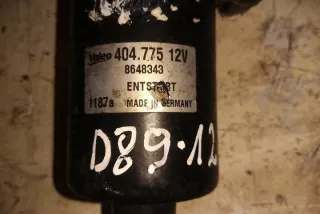 Valeo 404.775 12V
8648343
ENTSTÖRT
1187a MADE IN GERMANY
D89.12